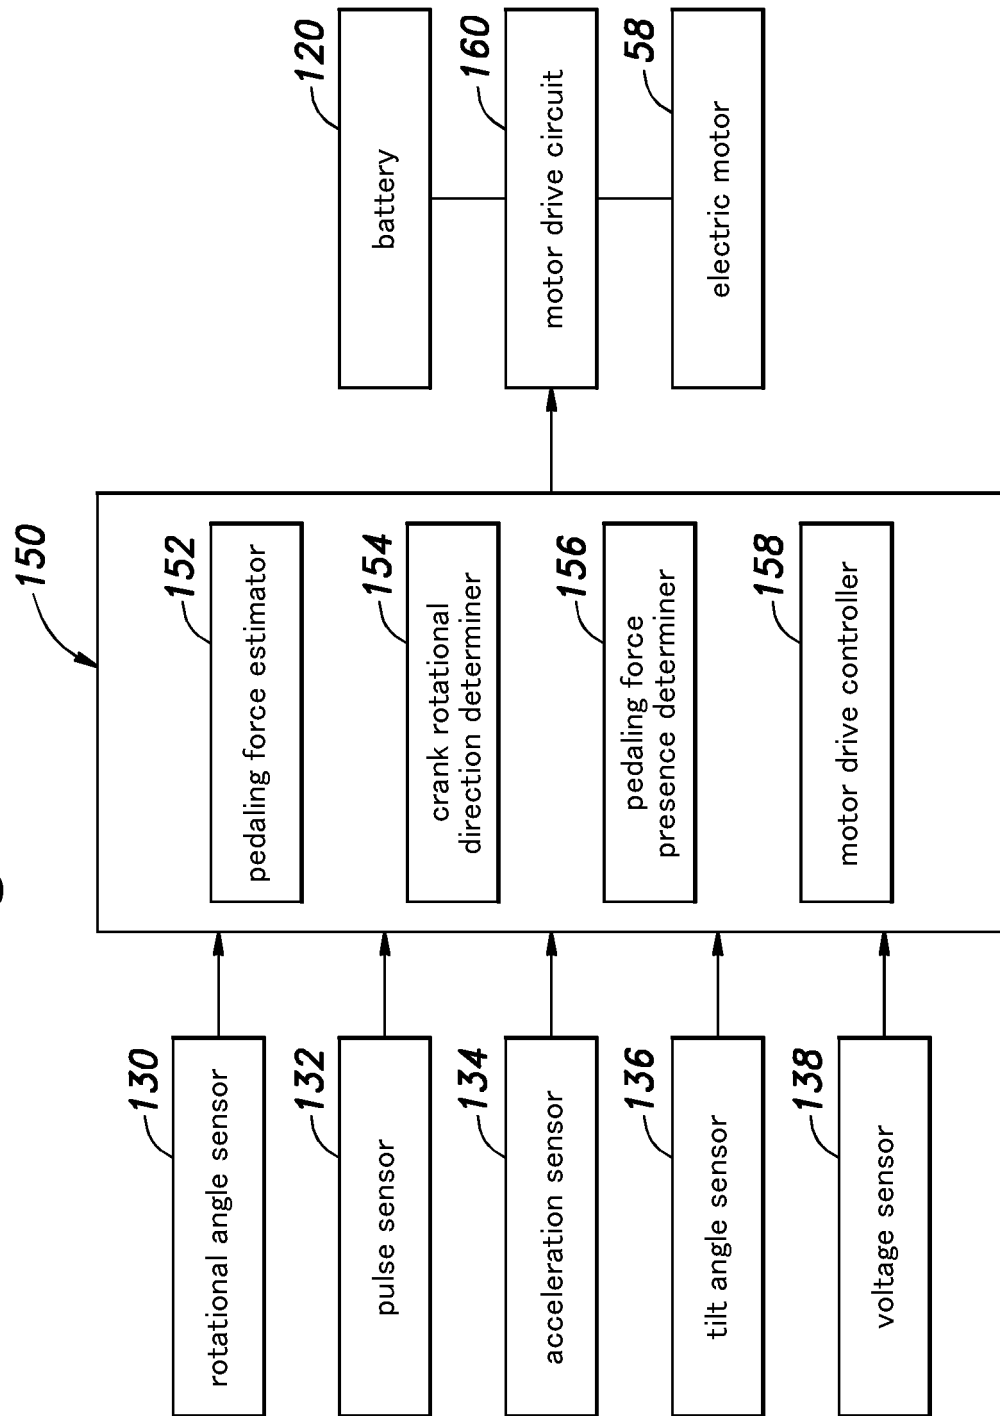 150
130
rotational angle sensor
132
pulse sensor
134
acceleration sensor
136
tilt angle sensor
138
voltage sensor
152
pedaling force estimator
154
crank rotational
direction determiner
156
pedaling force
presence determiner
158
motor drive controller
120
battery
160
motor drive circuit
58
electric motor